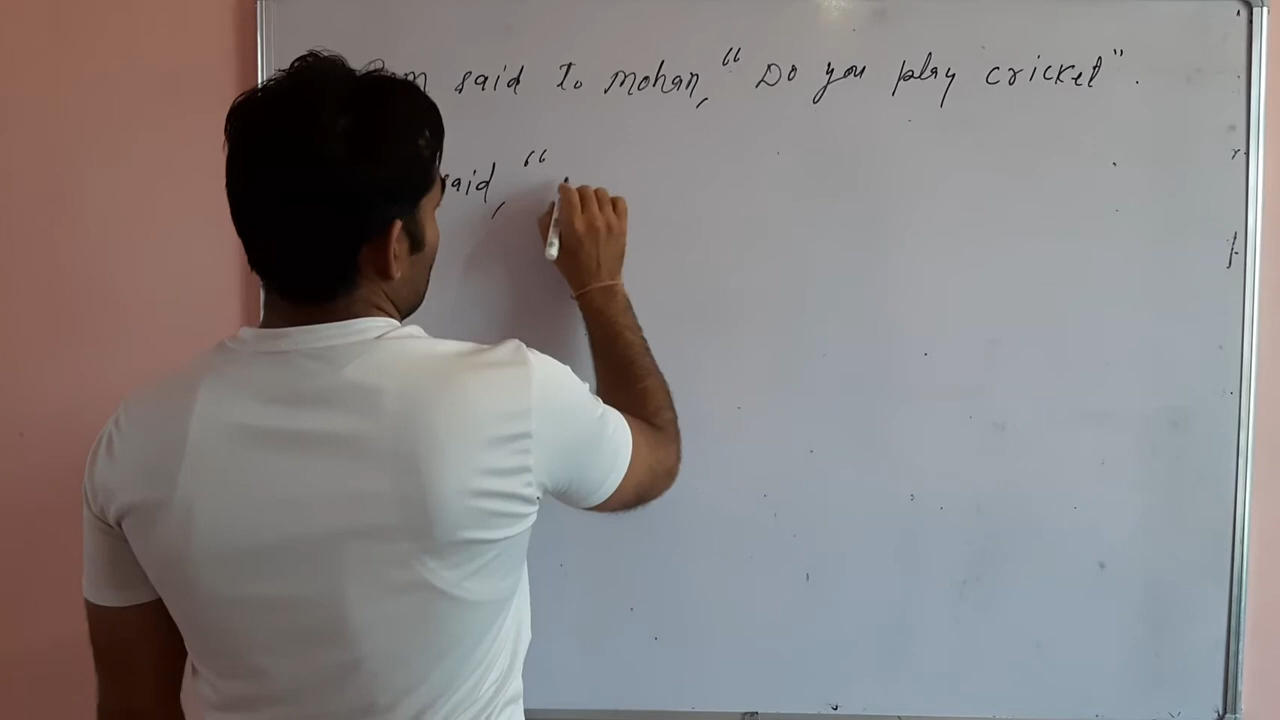 said to mohan, “ Do you play cricket” .
said, “